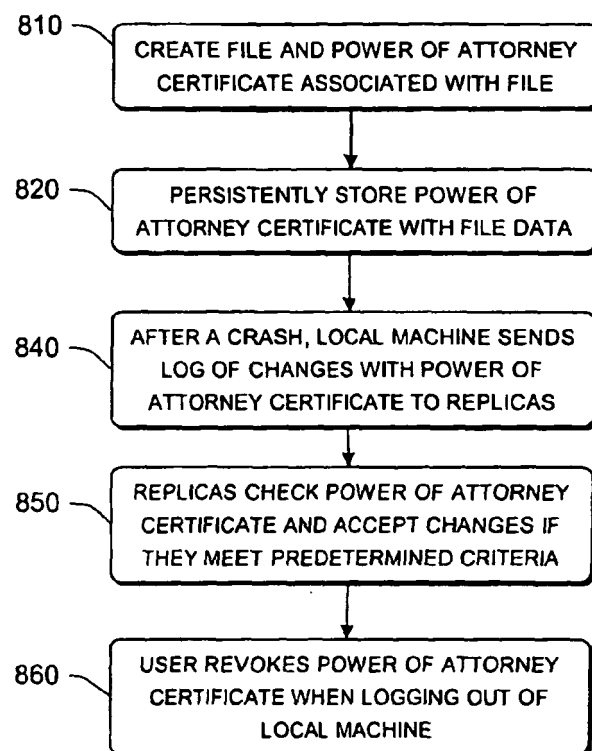 810
CREATE FILE AND POWER OF ATTORNEY
CERTIFICATE ASSOCIATED WITH FILE
820
PERSISTENTLY STORE POWER OF
ATTORNEY CERTIFICATE WITH FILE DATA
840
AFTER A CRASH, LOCAL MACHINE SENDS
LOG OF CHANGES WITH POWER OF
ATTORNEY CERTIFICATE TO REPLICAS
850
REPLICAS CHECK POWER OF ATTORNEY
CERTIFICATE AND ACCEPT CHANGES IF
THEY MEET PREDETERMINED CRITERIA
860
USER REVOKES POWER OF ATTORNEY
CERTIFICATE WHEN LOGGING OUT OF
LOCAL MACHINE